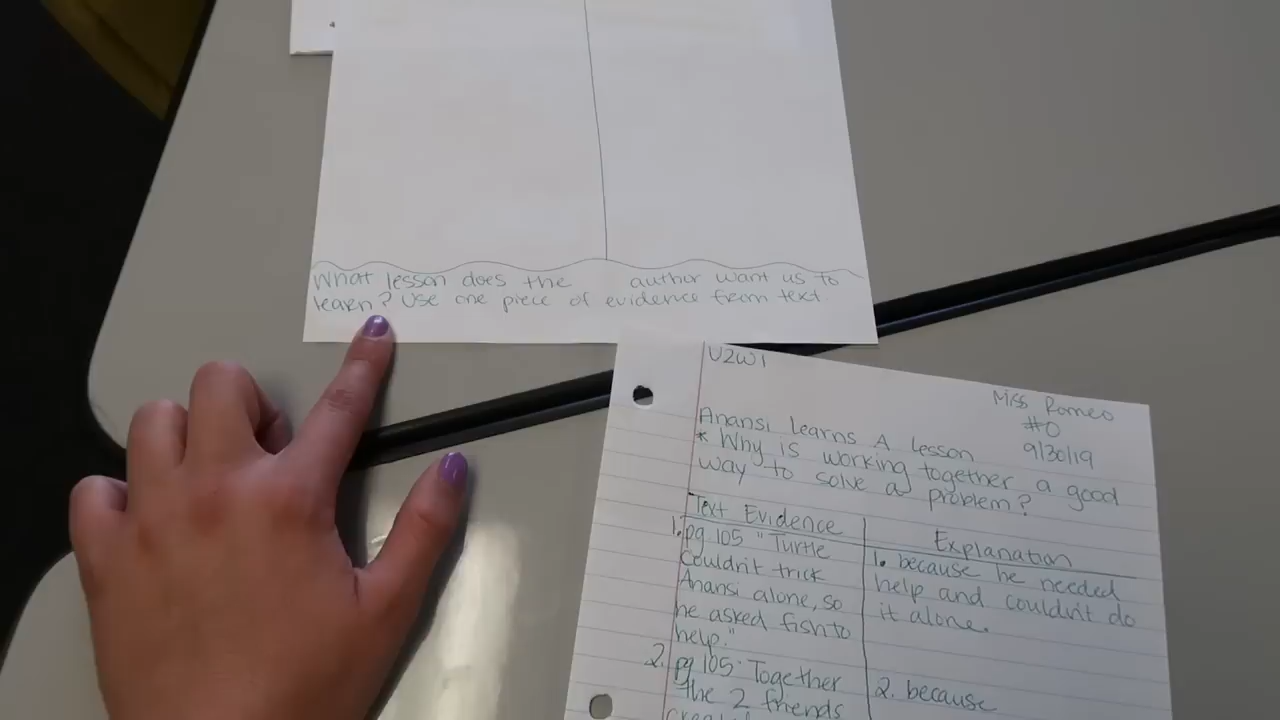 What lesson does the author want us to
learn? Use one piece of evidence from text.
U2W1
Miss Romeo
#0
9/30/19
Anansi learns A lesson
* Why is working together a good
way to solve a problem?
Text Evidence
1. pg 105 "Turtle
Couldn't trick
Anansi alone, so
he asked fish to
help."
2. pg 105 "Together
the 2 friends
Explanation
1. because he needed
help and couldn't do
it alone.
2. because